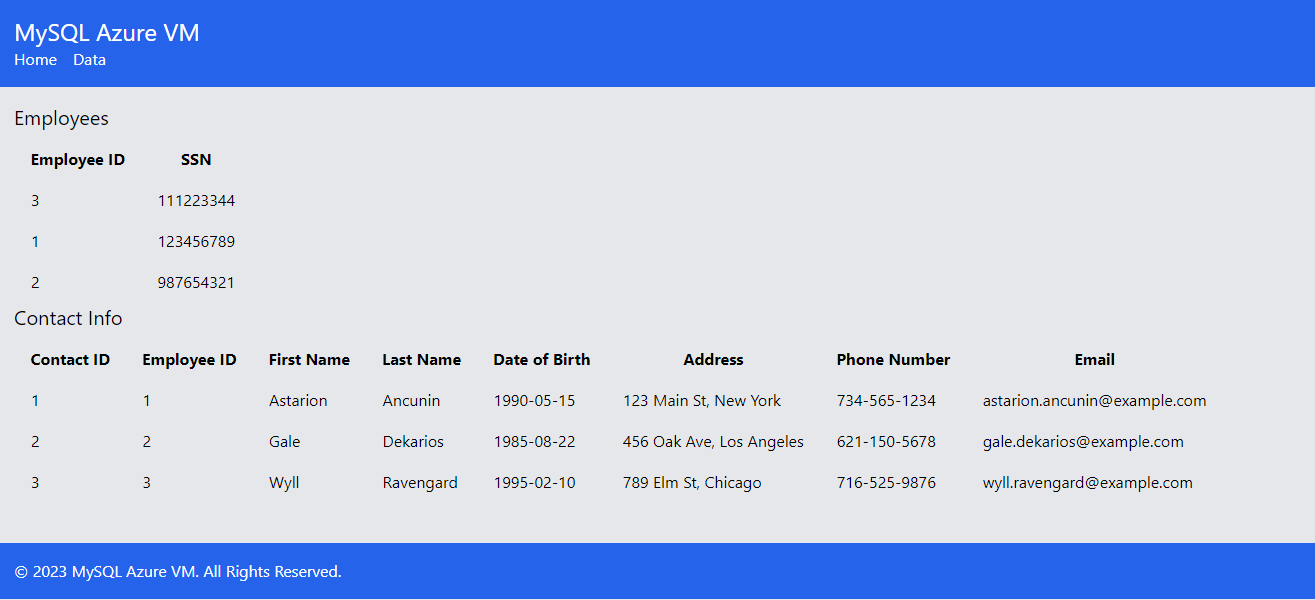 MySQL Azure VM
Home Data
Employees
Employee ID SSN
3 111223344
1 123456789
2 987654321
Contact Info
Contact ID Employee ID First Name Last Name Date of Birth Address Phone Number Email
1 1 Astarion Ancunin 1990-05-15 123 Main St, New York 734-565-1234 astarion.ancunin@example.com
2 2 Gale Dekarios 1985-08-22 456 Oak Ave, Los Angeles 621-150-5678 gale.dekarios@example.com
3 3 Wyll Ravengard 1995-02-10 789 Elm St, Chicago 716-525-9876 wyll.ravengard@example.com
© 2023 MySQL Azure VM. All Rights Reserved.